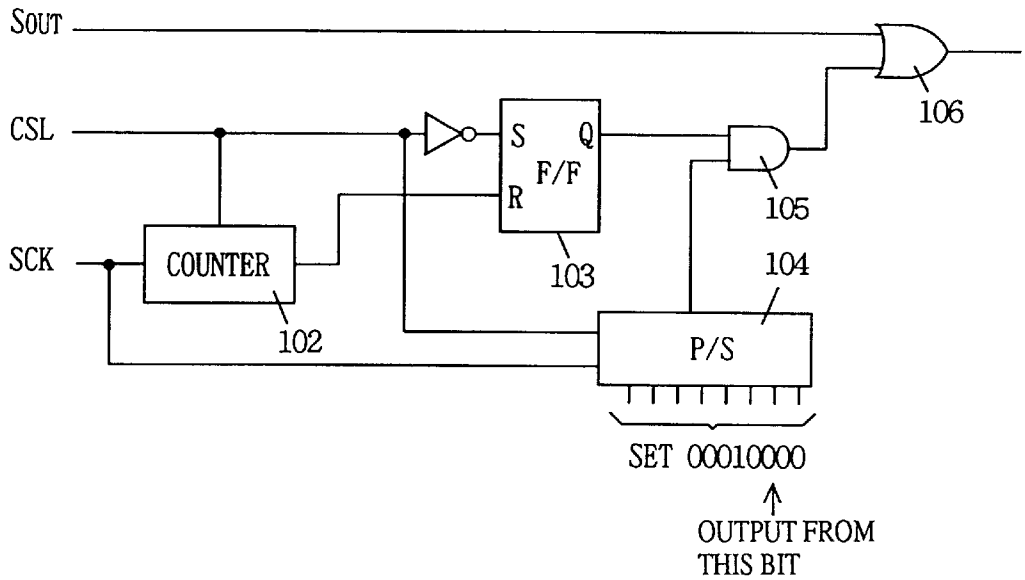 SOUT
106
CSL
S
Q
F/F
R
105
SCK
COUNTER
103
104
102
P/S
SET 00010000
OUTPUT FROM
THIS BIT